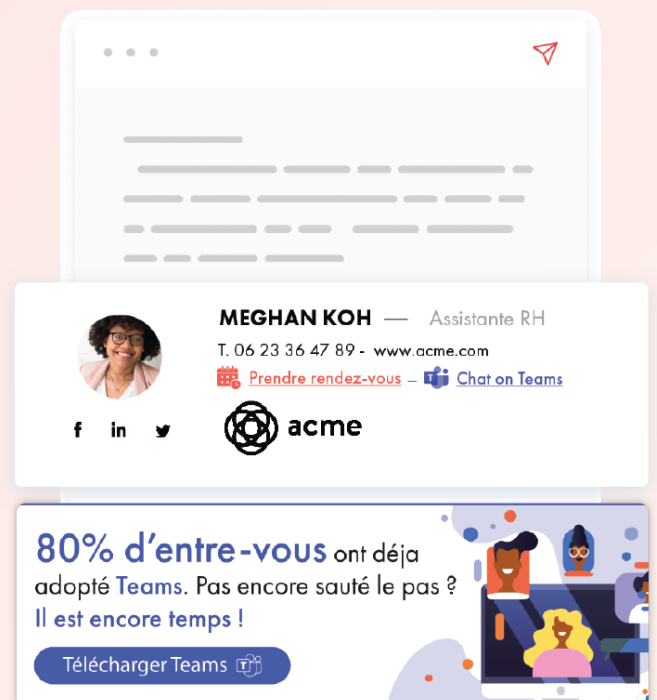 MEGHAN KOH — Assistante RH
T. 06 23 36 47 89 - www.acme.com
Prendre rendez-vous – Chat on Teams
f in
acme
80% d'entre-vous ont déja
adopté Teams. Pas encore sauté le pas ?
Il est encore temps !
Télécharger Teams